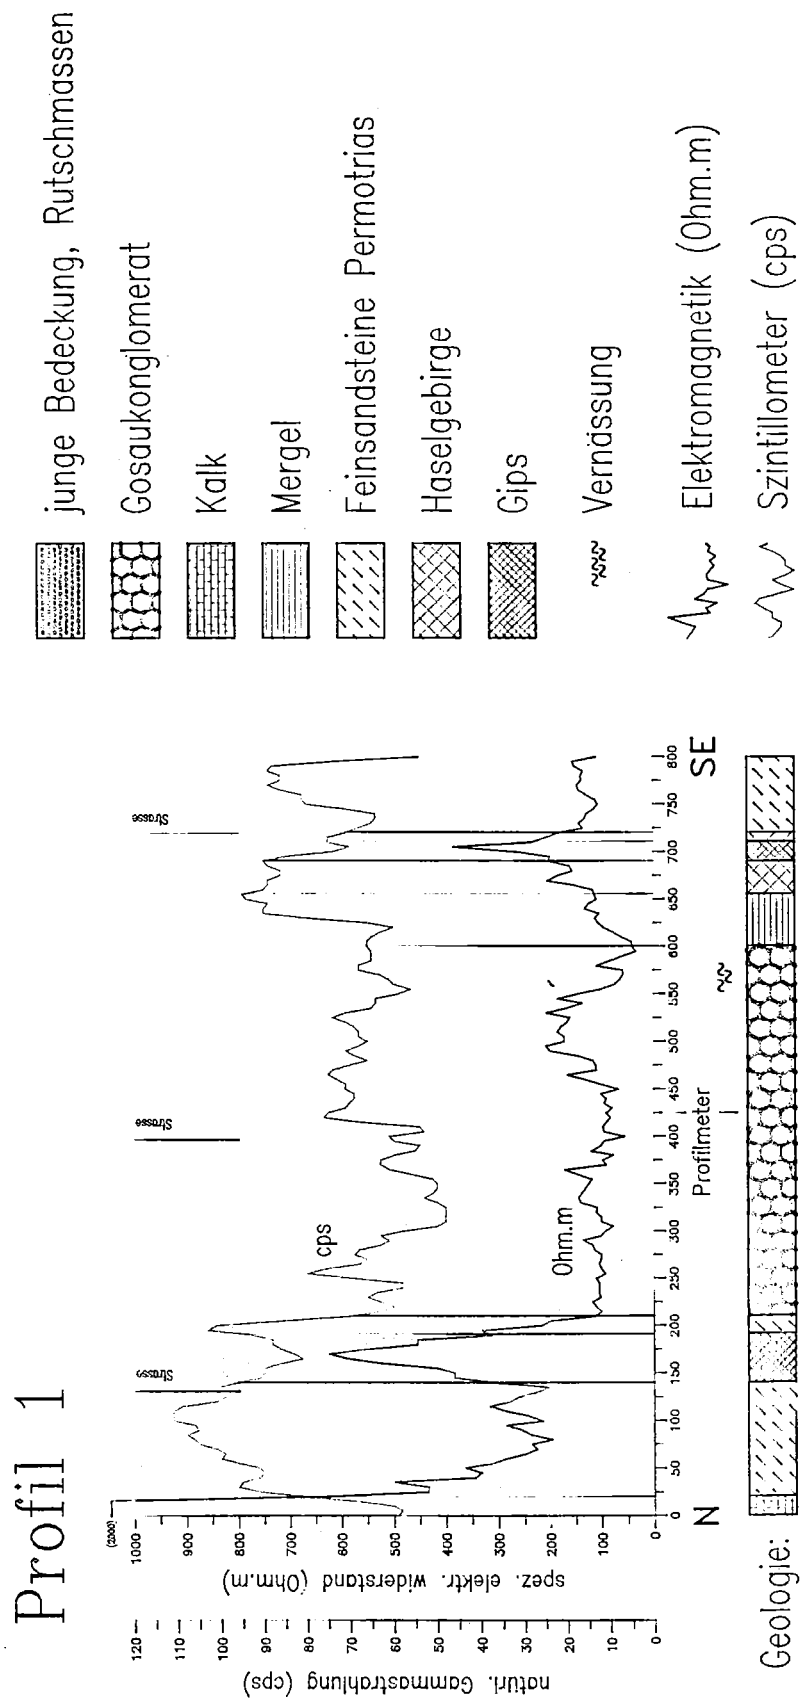 Profil 1
natürl. Gammastrahlung (cps)
120
110
100
90
80
70
60
50
40
30
20
10
0
spez. elektr. widerstand (Ohm.m)
(2000)
1000
900
800
700
600
500
400
300
200
100
0
Strasse
Strasse
Strasse
cps
Ohm.m
0 50 100 150 200 250 300 350 400 450 500 550 600 650 700 750 800
N
Profilmeter
SE
Geologie:
junge Bedeckung, Rutschmassen
Gosaukonglomerat
Kalk
Mergel
Feinsandsteine Permotrias
Haselgebirge
Gips
Vernässung
Elektromagnetik (Ohm.m)
Szintillometer (cps)